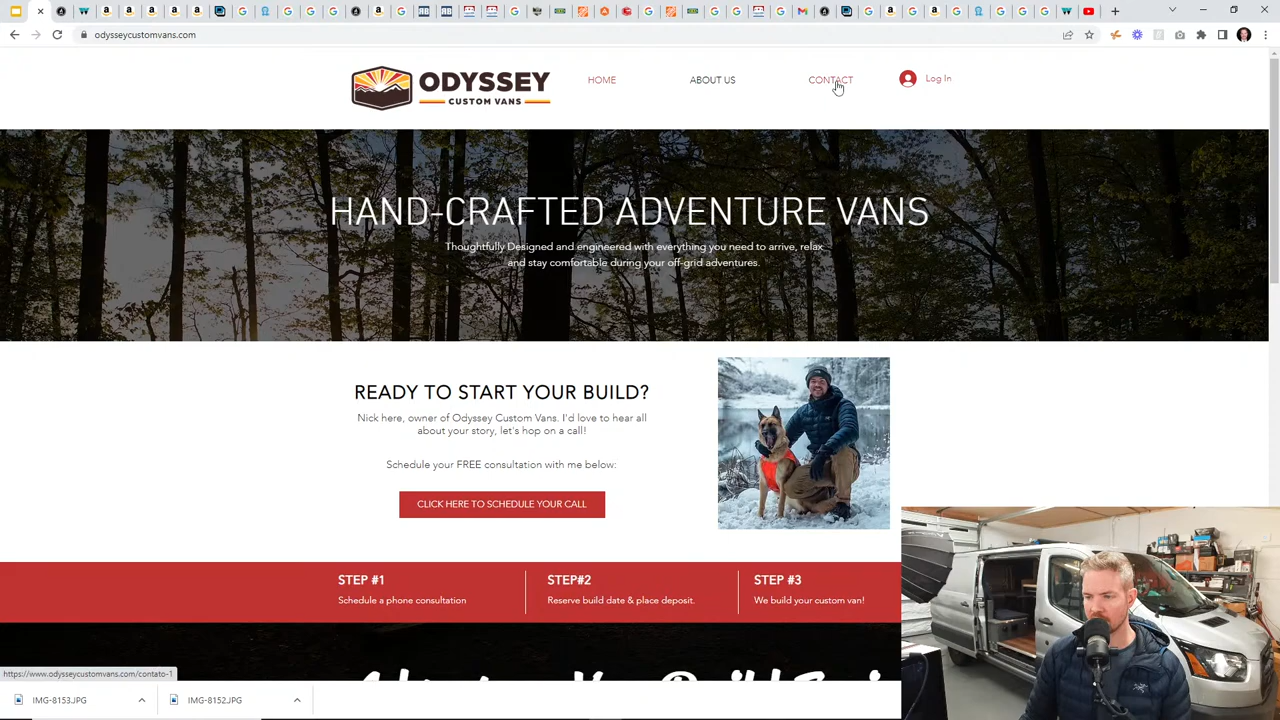 odysseycustomvans.com
ODYSSEY
CUSTOM VANS
HOME
ABOUT US
CONTACT
Log In
HAND-CRAFTED ADVENTURE VANS
Thoughtfully Designed and engineered with everything you need to arrive, relax
and stay comfortable during your off-grid adventures.
READY TO START YOUR BUILD?
Nick here, owner of Odyssey Custom Vans. I'd love to hear all
about your story, let's hop on a call!
Schedule your FREE consultation with me below:
CLICK HERE TO SCHEDULE YOUR CALL
STEP #1
Schedule a phone consultation
STEP#2
Reserve build date & place deposit.
STEP #3
We build your custom van!
https://www.odysseycustomvans.com/contato-1
IMG-8153.JPG
IMG-8152.JPG